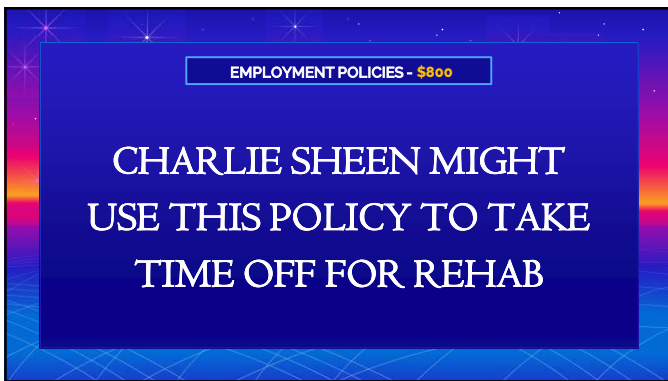 EMPLOYMENT POLICIES - $800
CHARLIE SHEEN MIGHT
USE THIS POLICY TO TAKE
TIME OFF FOR REHAB